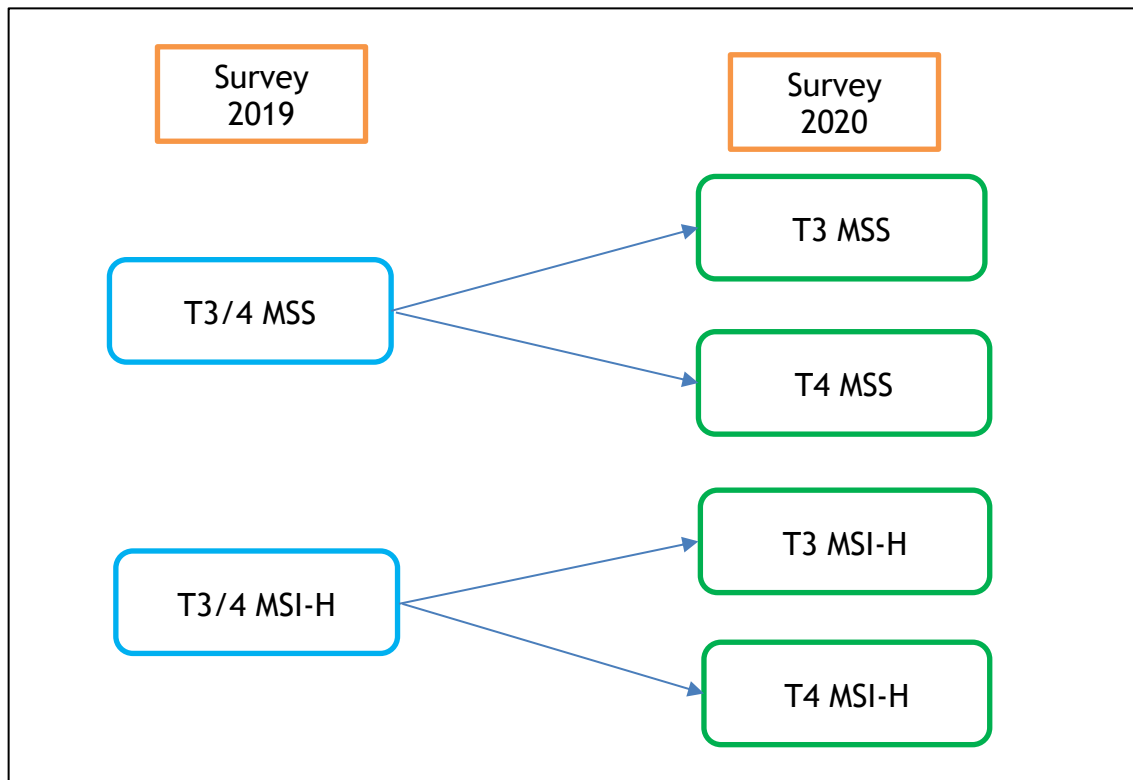 Survey
2019
Survey
2020
T3 MSS
T3/4 MSS
T4 MSS
T3 MSI-H
T3/4 MSI-H
T4 MSI-H